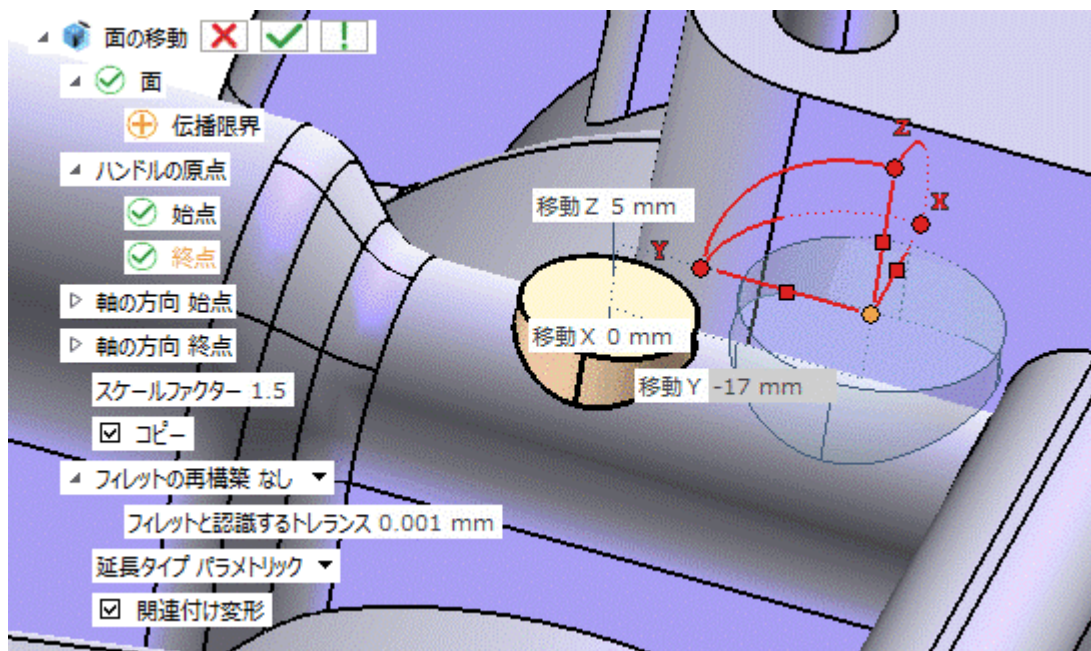 面の移動
面
伝播限界
ハンドルの原点
始点
終点
軸の方向 始点
軸の方向 終点
スケールファクター 1.5
コピー
フィレットの再構築 なし
フィレットと認識するトレランス 0.001 mm
延長タイプ パラメトリック
関連付け変形
移動 Z 5 mm
移動 X 0 mm
移動 Y -17 mm
Z
X
Y